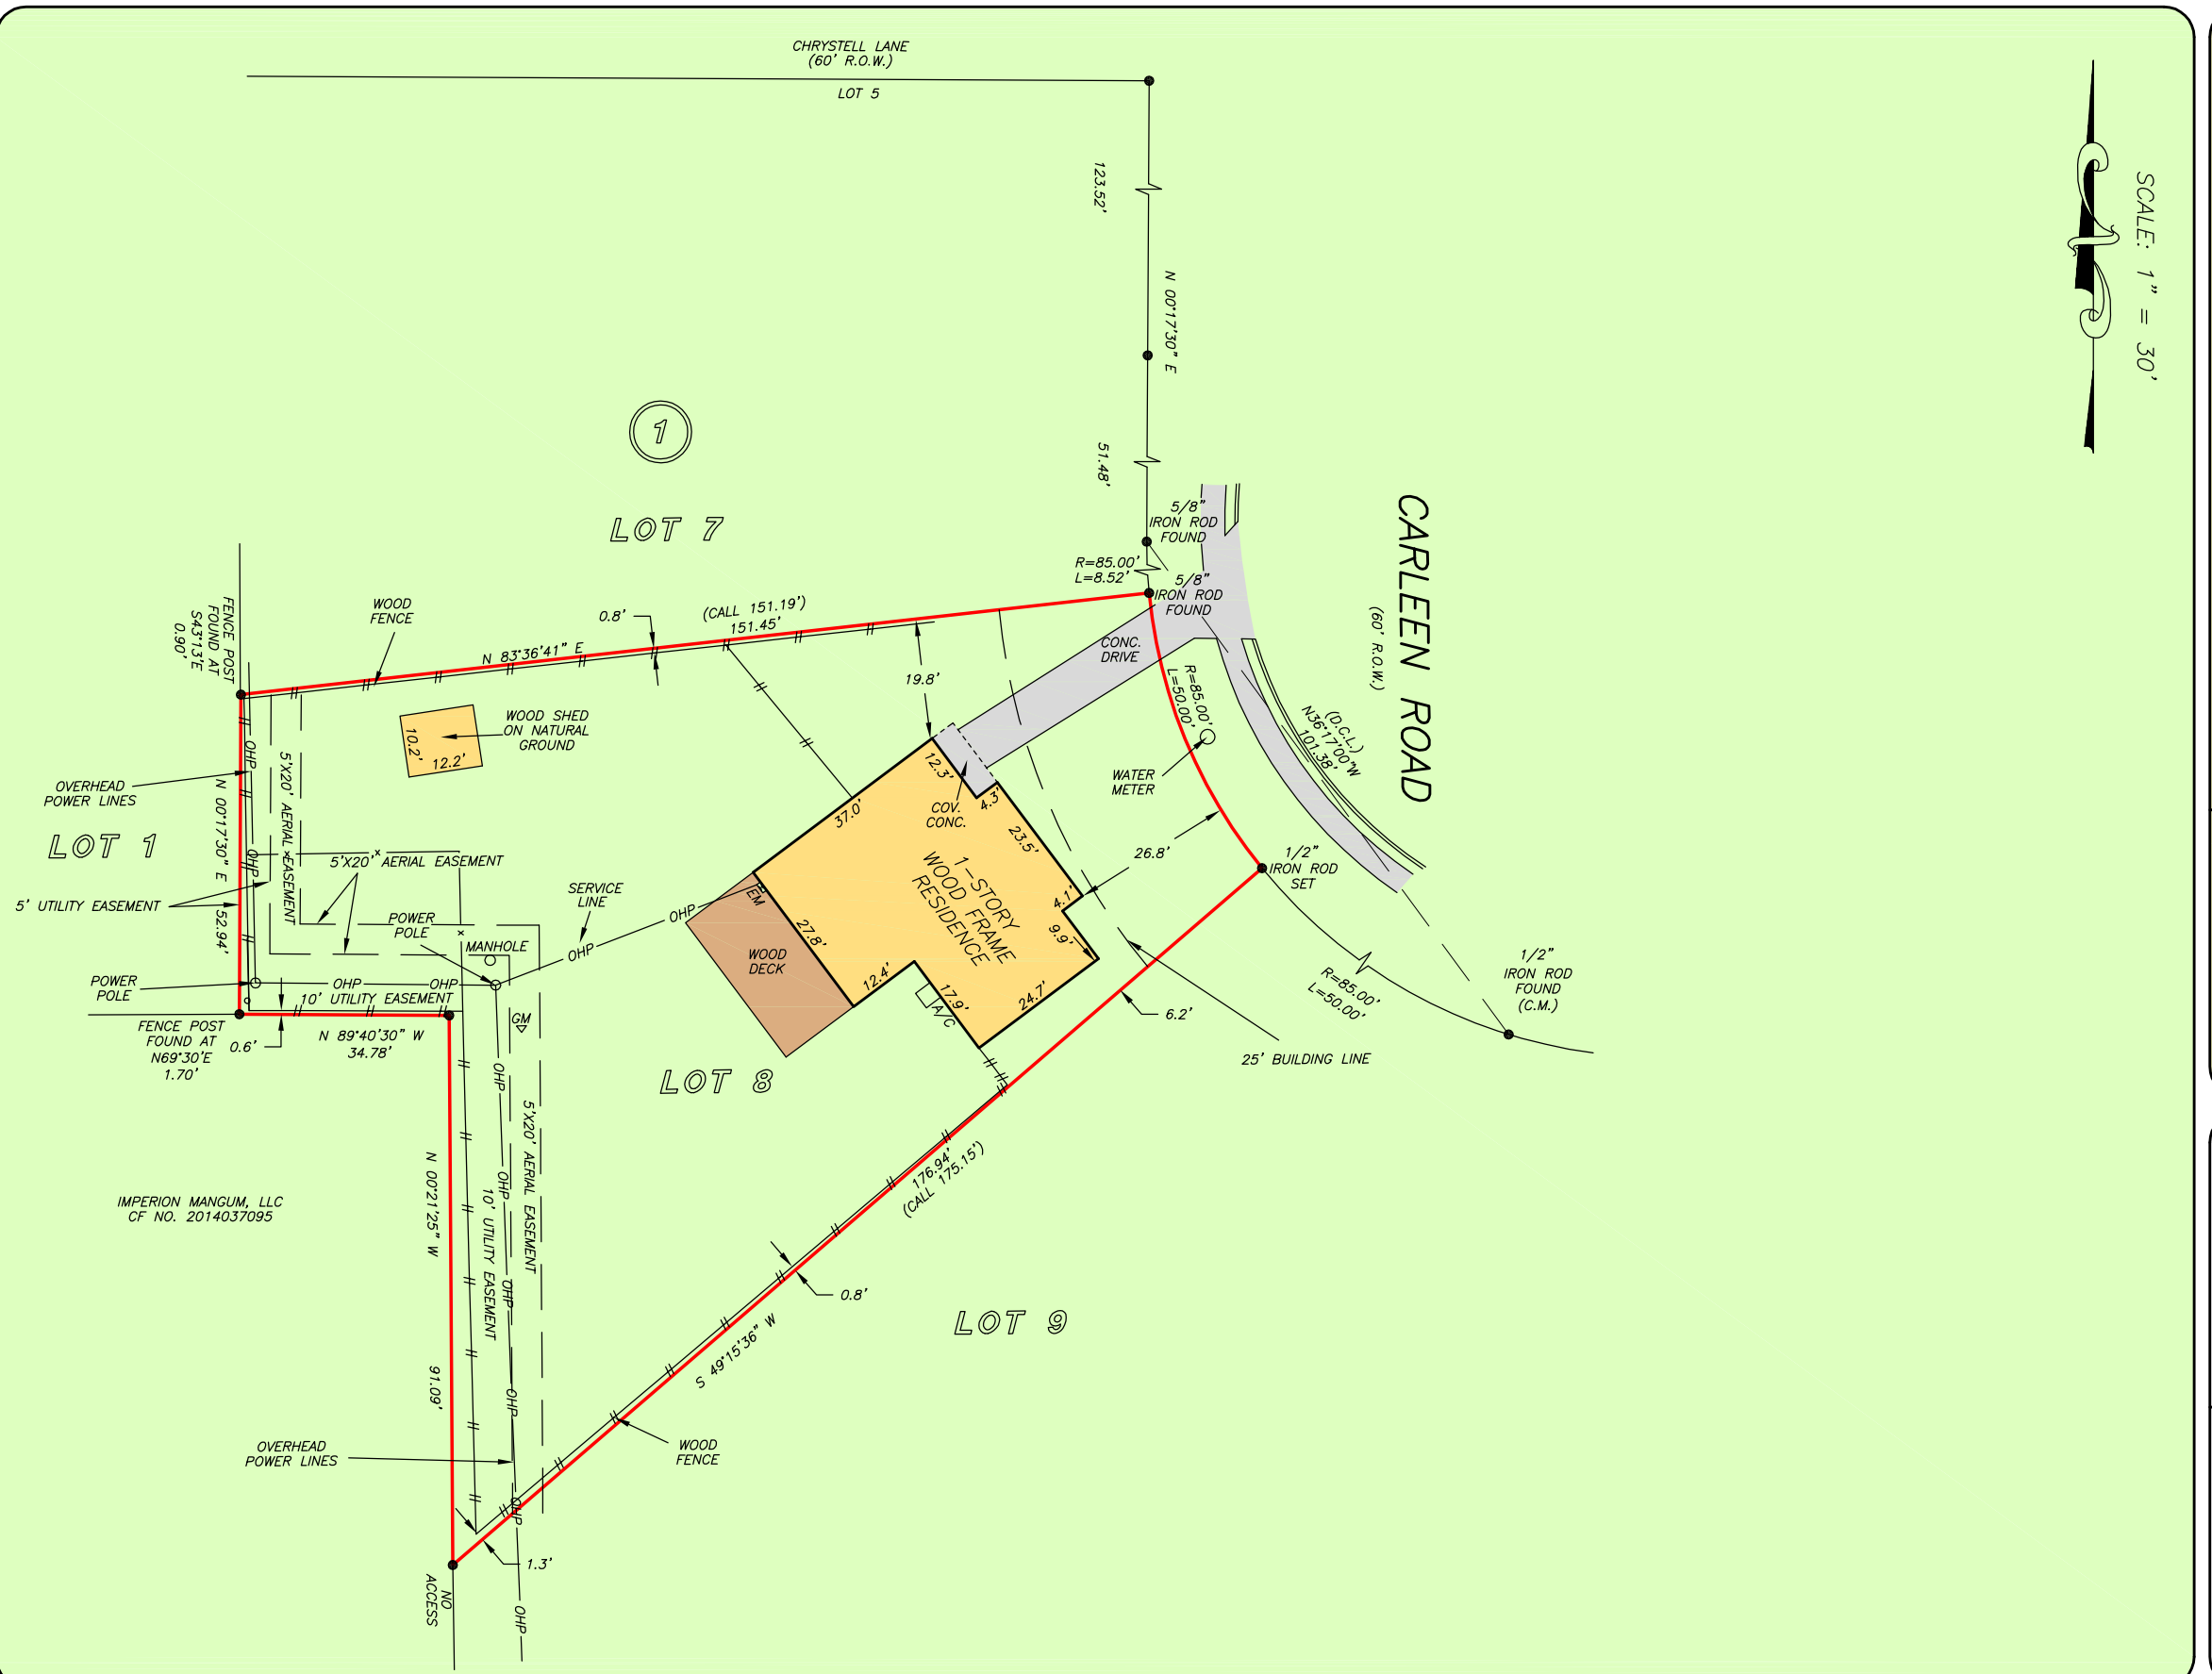 CHRYSTELL LANE
(60' R.O.W.)
LOT 5
SCALE: 1" = 30'
123.52'
N 00°17'30" E
51.48'
1
LOT 7
CARLEEN ROAD
(60' R.O.W.)
5/8"
IRON ROD
FOUND
R=85.00'
L=8.52'
5/8"
IRON ROD
FOUND
FENCE POST
FOUND AT
S43°13'E
0.90'
WOOD
FENCE
0.8'
(CALL 151.19')
151.45'
N 83°36'41" E
CONC.
DRIVE
19.8'
R=85.00'
L=50.00'
(D.C.L.)
N36°17'00"W
101.38'
WOOD SHED
ON NATURAL
GROUND
10.2'
12.2'
OVERHEAD
POWER LINES
OHP
N 00°17'30" E
52.94'
5'X20' AERIAL EASEMENT
WATER
METER
12.3'
4.3'
COV.
CONC.
37.0'
23.5'
26.8'
LOT 1
OHP
x
x
5'X20' AERIAL EASEMENT
1-STORY
WOOD FRAME
RESIDENCE
1/2"
IRON ROD
SET
5' UTILITY EASEMENT
SERVICE
LINE
EM
OHP
4.1'
9.9'
27.8'
POWER
POLE
x
MANHOLE
OHP
WOOD
DECK
12.4'
17.9'
24.7'
A/C
1/2"
IRON ROD
FOUND
(C.M.)
R=85.00'
L=50.00'
POWER
POLE
OHP
OHP
10' UTILITY EASEMENT
GM
6.2'
25' BUILDING LINE
FENCE POST
FOUND AT
N69°30'E
1.70'
0.6'
N 89°40'30" W
34.78'
OHP
LOT 8
5'X20' AERIAL EASEMENT
176.94'
(CALL 175.15')
IMPERION MANGUM, LLC
CF NO. 2014037095
N 00°21'25" W
91.09'
10' UTILITY EASEMENT
OHP
OHP
0.8'
LOT 9
S 49°15'36" W
OHP
OVERHEAD
POWER LINES
WOOD
FENCE
OHP
1.3'
NO
ACCESS
OHP